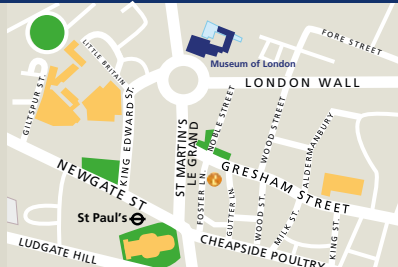 FORE STREET
LITTLE BRITAIN
Museum of London
LONDON WALL
GILTSPUR ST.
KING EDWARD ST.
NOBLE STREET
WOOD STREET
ALDERMANBURY
ST MARTIN'S
LE GRAND
GRESHAM STREET
NEWGATE ST
FOSTER LN.
GUTTER LN.
WOOD ST.
MILK ST.
KING ST.
St Paul's
CHEAPSIDE POULTRY
LUDGATE HILL